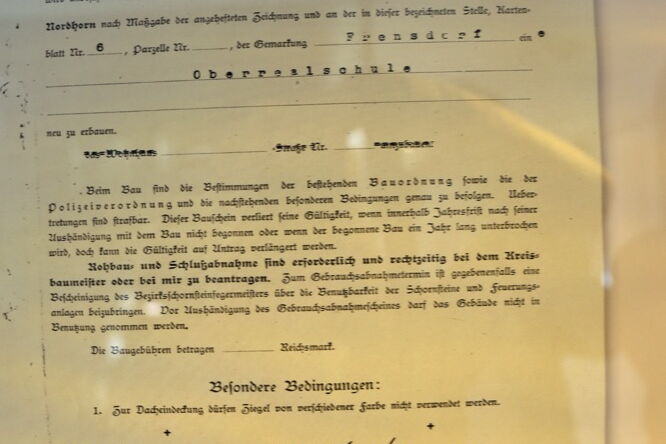 Nordhorn nach Maßgabe der angehefteten Zeichnung und an der in dieser bezeichneten Stelle, Karten-
blatt Nr. 6, Parzelle Nr. , der Gemarkung Frensdorf ein e
Oberrealschule
neu zu erbauen.
Straße Nr.
Beim Bau sind die Bestimmungen der bestehenden Bauordnung sowie die der
Polizeiverordnung und die nachstehenden besonderen Bedingungen genau zu befolgen. Ueber-
tretungen sind strafbar. Dieser Bauschein verliert seine Gültigkeit, wenn innerhalb Jahresfrist nach seiner
Aushändigung mit dem Bau nicht begonnen oder wenn der begonnene Bau ein Jahr lang unterbrochen
wird, doch kann die Gültigkeit auf Antrag verlängert werden.
Rohbau- und Schlußabnahme sind erforderlich und rechtzeitig bei dem Kreis-
baumeister oder bei mir zu beantragen. Zum Gebrauchsabnahmetermin ist gegebenenfalls eine
Bescheinigung des Bezirksschornsteinfegermeisters über die Benutzbarkeit der Schornsteine und Feuerungs-
anlagen beizubringen. Vor Aushändigung des Gebrauchsabnahmescheines darf das Gebäude nicht in
Benutzung genommen werden.
Die Baugebühren betragen Reichsmark.
Besondere Bedingungen:
1. Zur Dacheindeckung dürfen Ziegel von verschiedener Farbe nicht verwendet werden.